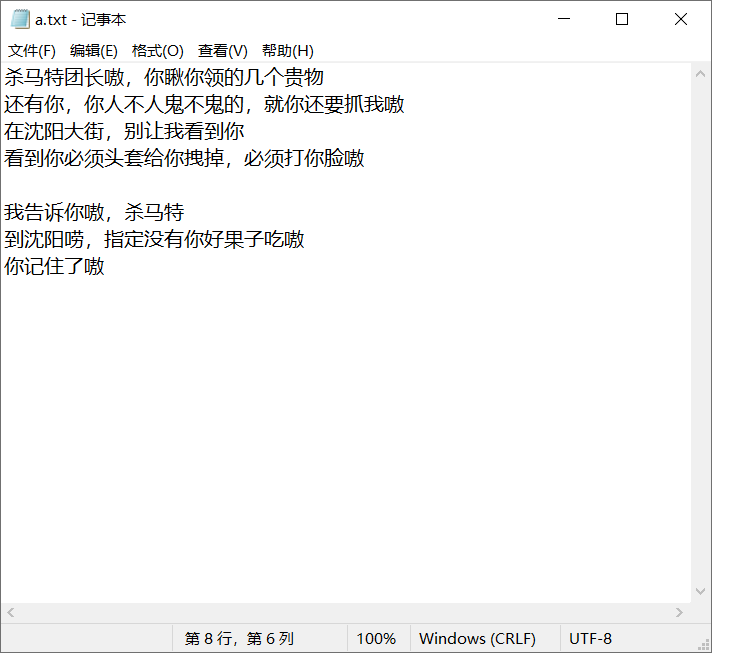 a.txt - 记事本
文件(F) 编辑(E) 格式(O) 查看(V) 帮助(H)
杀马特团长嗷，你瞅你领的几个贵物
还有你，你人不人鬼不鬼的，就你还要抓我嗷
在沈阳大街，别让我看到你
看到你必须头套给你拽掉，必须打你脸嗷
我告诉你嗷，杀马特
到沈阳唠，指定没有你好果子吃嗷
你记住了嗷
第 8 行，第 6 列 100% Windows (CRLF) UTF-8